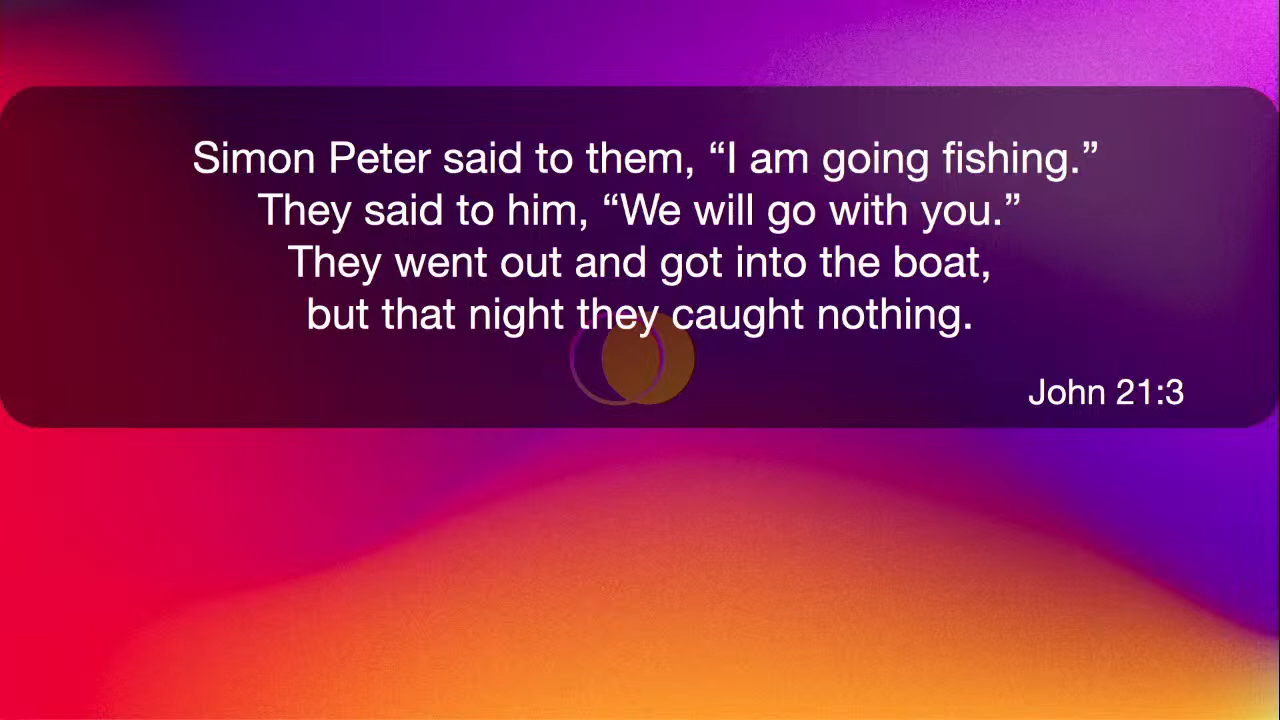 Simon Peter said to them, “I am going fishing.”
They said to him, “We will go with you.”
They went out and got into the boat,
but that night they caught nothing.
John 21:3